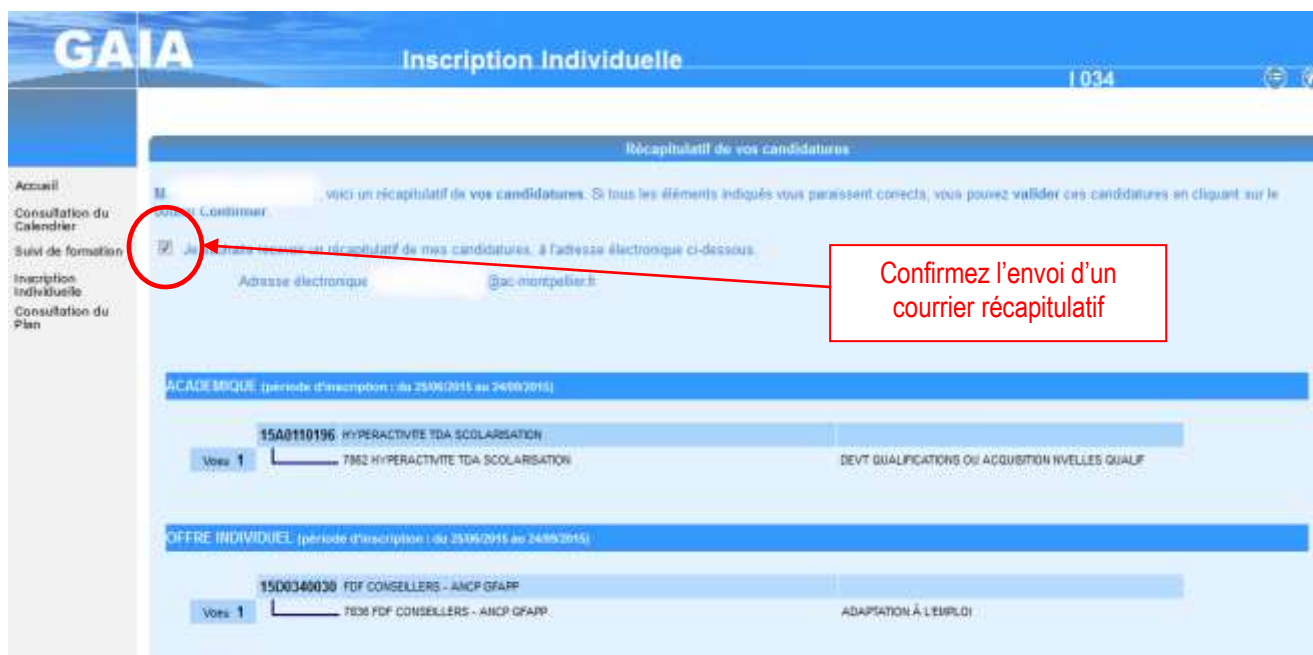 GAIA
Inscription Individuelle
| 034
Récapitulatif de vos candidatures
Accueil
Consultation du
Calendrier
Suivi de formation
Inscription
Individuelle
Consultation du
Plan
M. , voici un récapitulatif de vos candidatures. Si tous les éléments indiqués vous paraissent corrects, vous pouvez valider ces candidatures en cliquant sur le
bouton Continuer.
Je souhaite recevoir un récapitulatif de mes candidatures, à l'adresse électronique ci-dessous.
Adresse électronique @ac-montpellier.fr
Confirmez l'envoi d'un
courrier récapitulatif
ACADEMIQUE (période d'inscription : du 25/06/2015 au 24/09/2015)
15A0110196 HYPERACTIVITE TDA SCOLARISATION
Voeu 1 7862 HYPERACTIVITE TDA SCOLARISATION DEVT QUALIFICATIONS OU ACQUISITION NVELLES QUALIF
OFFRE INDIVIDUEL (période d'inscription : du 25/06/2015 au 24/09/2015)
15D0340030 FDF CONSEILLERS - ANCP GFAPP
Voeu 1 7636 FDF CONSEILLERS - ANCP GFAPP ADAPTATION À L'EMPLOI